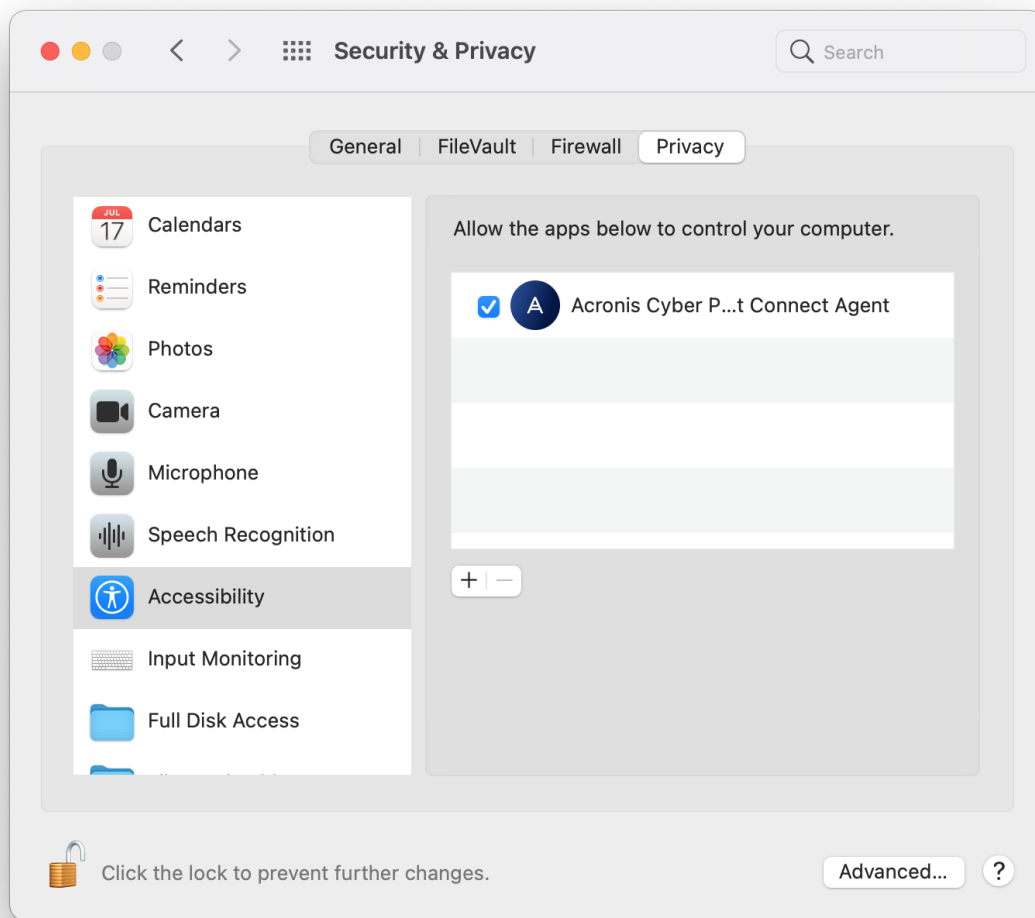 Security & Privacy
Search
General
FileVault
Firewall
Privacy
JUL
17
Calendars
Reminders
Photos
Camera
Microphone
Speech Recognition
Accessibility
Input Monitoring
Full Disk Access
Allow the apps below to control your computer.
Acronis Cyber P...t Connect Agent
Click the lock to prevent further changes.
Advanced...
?